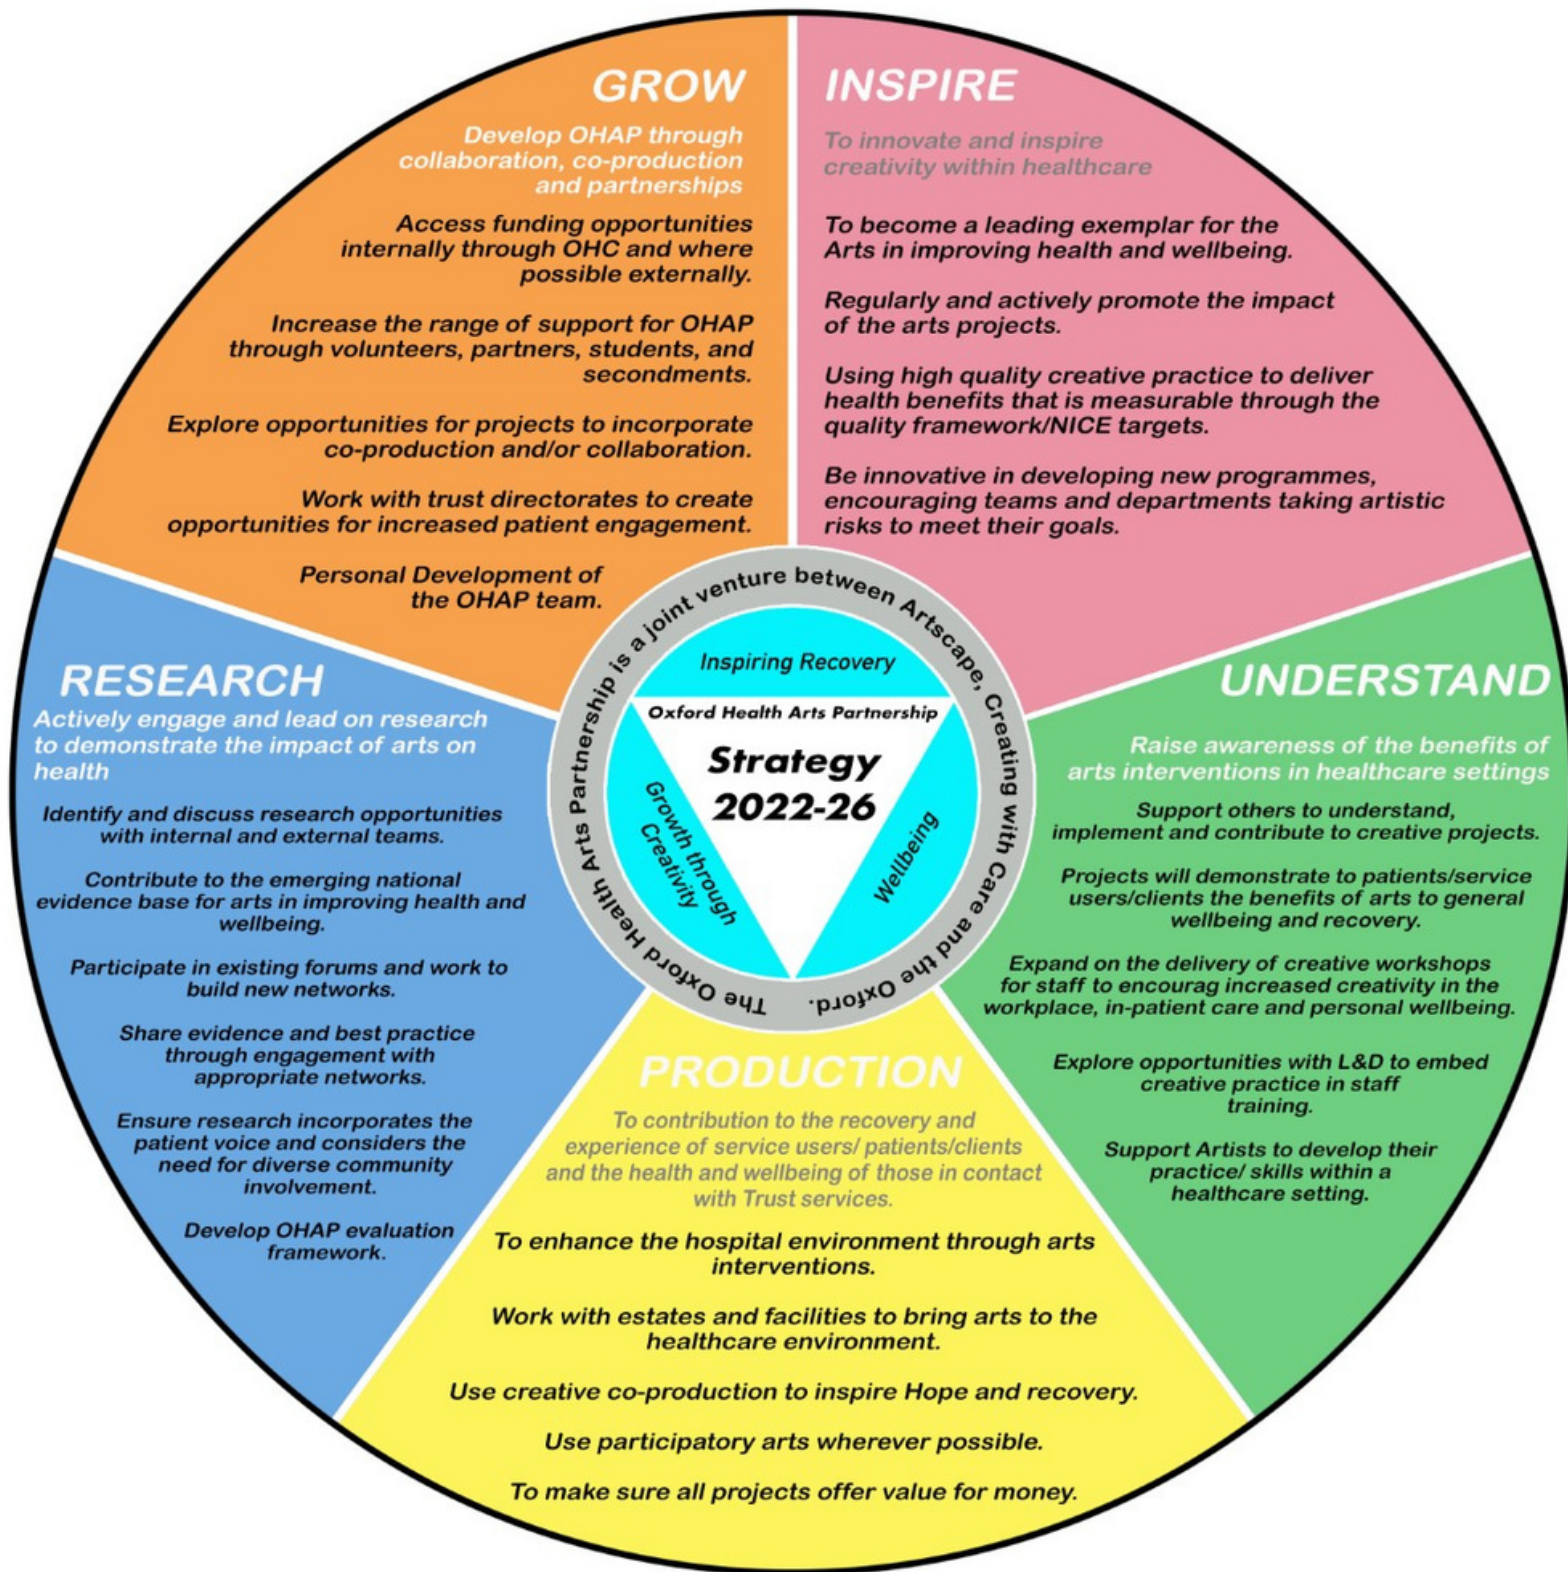 GROW
Develop OHAP through
collaboration, co-production
and partnerships
Access funding opportunities
internally through OHC and where
possible externally.
Increase the range of support for OHAP
through volunteers, partners, students, and
secondments.
Explore opportunities for projects to incorporate
co-production and/or collaboration.
Work with trust directorates to create
opportunities for increased patient engagement.
Personal Development of
the OHAP team.
INSPIRE
To innovate and inspire
creativity within healthcare
To become a leading exemplar for the
Arts in improving health and wellbeing.
Regularly and actively promote the impact
of the arts projects.
Using high quality creative practice to deliver
health benefits that is measurable through the
quality framework/NICE targets.
Be innovative in developing new programmes,
encouraging teams and departments taking artistic
risks to meet their goals.
UNDERSTAND
Raise awareness of the benefits of
arts interventions in healthcare settings
Support others to understand,
implement and contribute to creative projects.
Projects will demonstrate to patients/service
users/clients the benefits of arts to general
wellbeing and recovery.
Expand on the delivery of creative workshops
for staff to encourag increased creativity in the
workplace, in-patient care and personal wellbeing.
Explore opportunities with L&D to embed
creative practice in staff
training.
Support Artists to develop their
practice/ skills within a
healthcare setting.
PRODUCTION
To contribution to the recovery and
experience of service users/ patients/clients
and the health and wellbeing of those in contact
with Trust services.
To enhance the hospital environment through arts
interventions.
Work with estates and facilities to bring arts to the
healthcare environment.
Use creative co-production to inspire Hope and recovery.
Use participatory arts wherever possible.
To make sure all projects offer value for money.
RESEARCH
Actively engage and lead on research
to demonstrate the impact of arts on
health
Identify and discuss research opportunities
with internal and external teams.
Contribute to the emerging national
evidence base for arts in improving health and
wellbeing.
Participate in existing forums and work to
build new networks.
Share evidence and best practice
through engagement with
appropriate networks.
Ensure research incorporates the
patient voice and considers the
need for diverse community
involvement.
Develop OHAP evaluation
framework.
The Oxford Health Arts Partnership is a joint venture between Artscape, Creating with Care and the Oxford.
Inspiring Recovery
Oxford Health Arts Partnership
Strategy
2022-26
Growth through
Creativity
Wellbeing